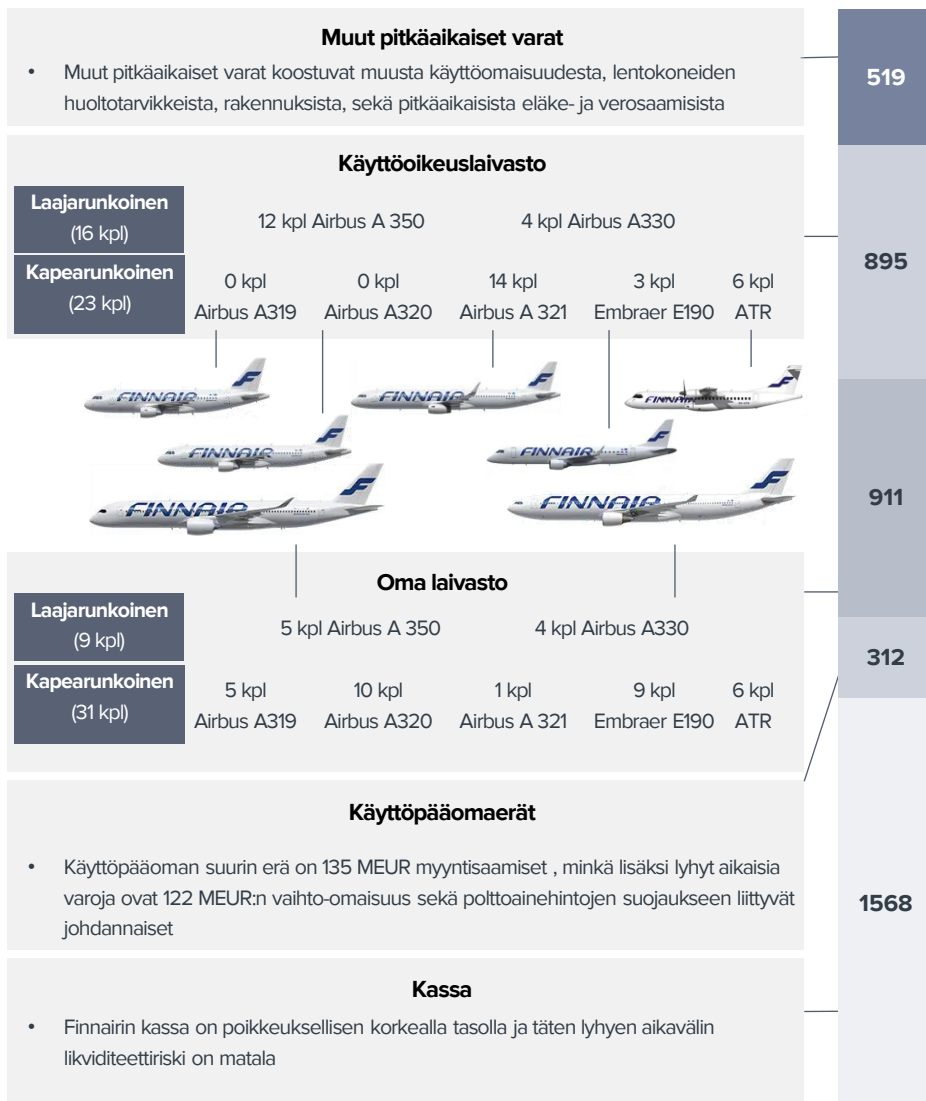 Muut pitkäaikaiset varat
• Muut pitkäaikaiset varat koostuvat muusta käyttöomaisuudesta, lentokoneiden
huoltotarvikkeista, rakennuksista, sekä pitkäaikaisista eläke- ja verosaamisista
519
Käyttöoikeuslaivasto
Laajarunkoinen
(16 kpl)
12 kpl Airbus A 350
4 kpl Airbus A330
895
Kapearunkoinen
(23 kpl)
0 kpl
Airbus A319
0 kpl
Airbus A320
14 kpl
Airbus A 321
3 kpl
Embraer E190
6 kpl
ATR
FINNAIR
FINNAIR
FINNAIR
FINNAIR
FINNAIR
FINNAIR
FINNAIR
911
Oma laivasto
Laajarunkoinen
(9 kpl)
5 kpl Airbus A 350
4 kpl Airbus A330
312
Kapearunkoinen
(31 kpl)
5 kpl
Airbus A319
10 kpl
Airbus A320
1 kpl
Airbus A 321
9 kpl
Embraer E190
6 kpl
ATR
Käyttöpääomaerät
• Käyttöpääoman suurin erä on 135 MEUR myyntisaamiset , minkä lisäksi lyhyt aikaisia
varoja ovat 122 MEUR:n vaihto-omaisuus sekä polttoainehintojen suojaukseen liittyvät
johdannaiset
1568
Kassa
• Finnairin kassa on poikkeuksellisen korkealla tasolla ja täten lyhyen aikavälin
likviditeettiriski on matala